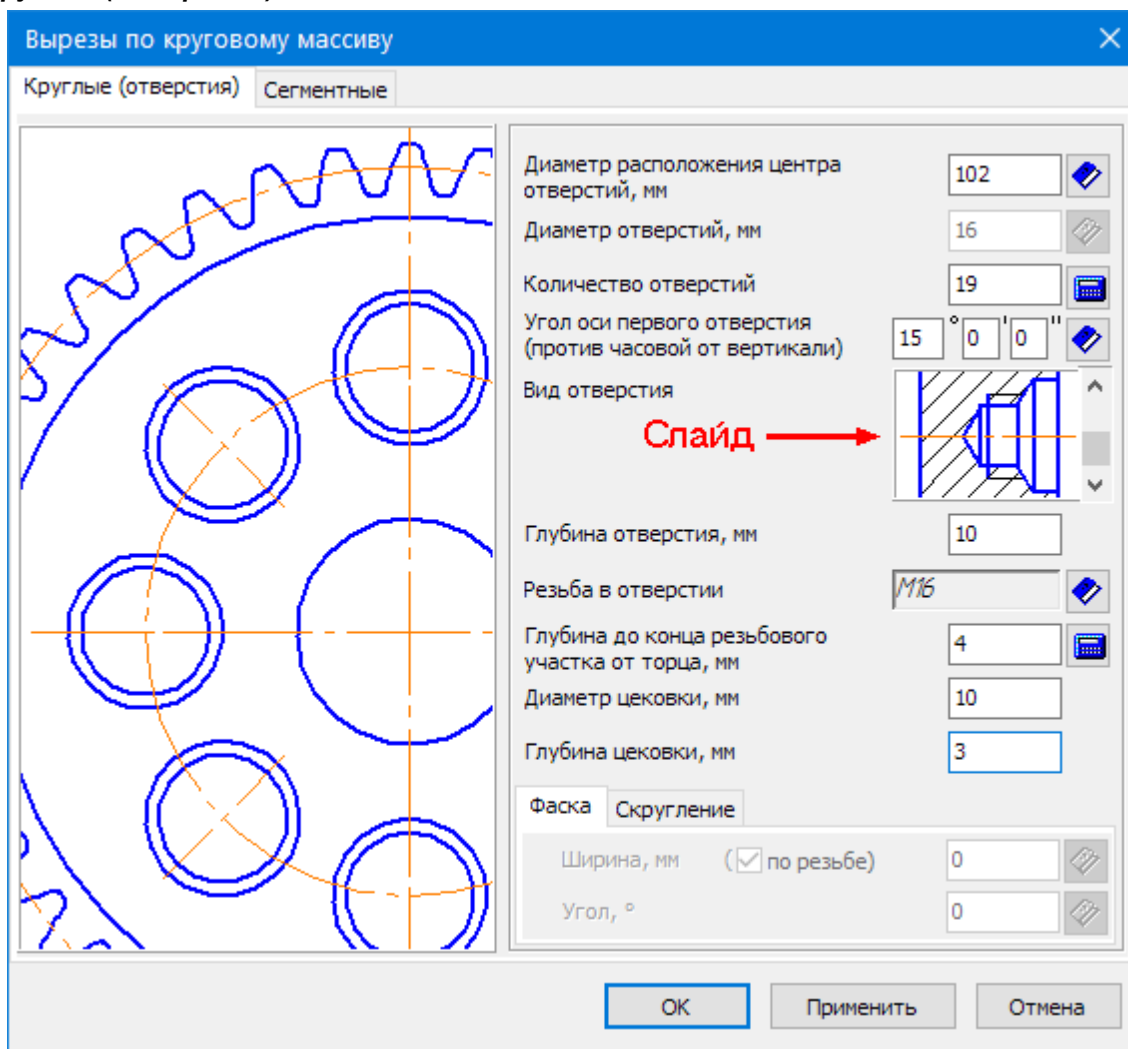 Вырезы по круговому массиву
Круглые (отверстия) Сегментные
Диаметр расположения центра
отверстий, мм
102
Диаметр отверстий, мм 16
Количество отверстий 19
Угол оси первого отверстия
(против часовой от вертикали)
15 ° 0 ' 0 "
Вид отверстия
Слайд
Глубина отверстия, мм 10
Резьба в отверстии М16
Глубина до конца резьбового
участка от торца, мм
4
Диаметр цековки, мм 10
Глубина цековки, мм 3
Фаска Скругление
Ширина, мм (по резьбе) 0
Угол, ° 0
OK Применить Отмена